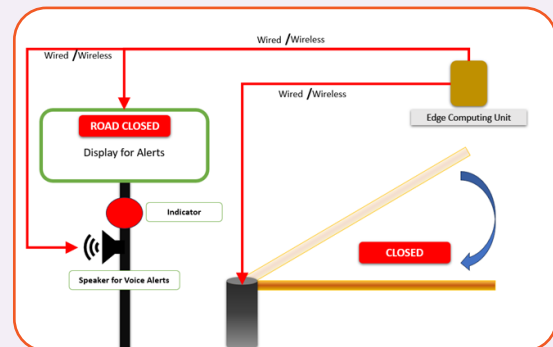 Wired /Wireless
Wired /Wireless
Wired /Wireless
ROAD CLOSED
Display for Alerts
Edge Computing Unit
Indicator
CLOSED
Speaker for Voice Alerts